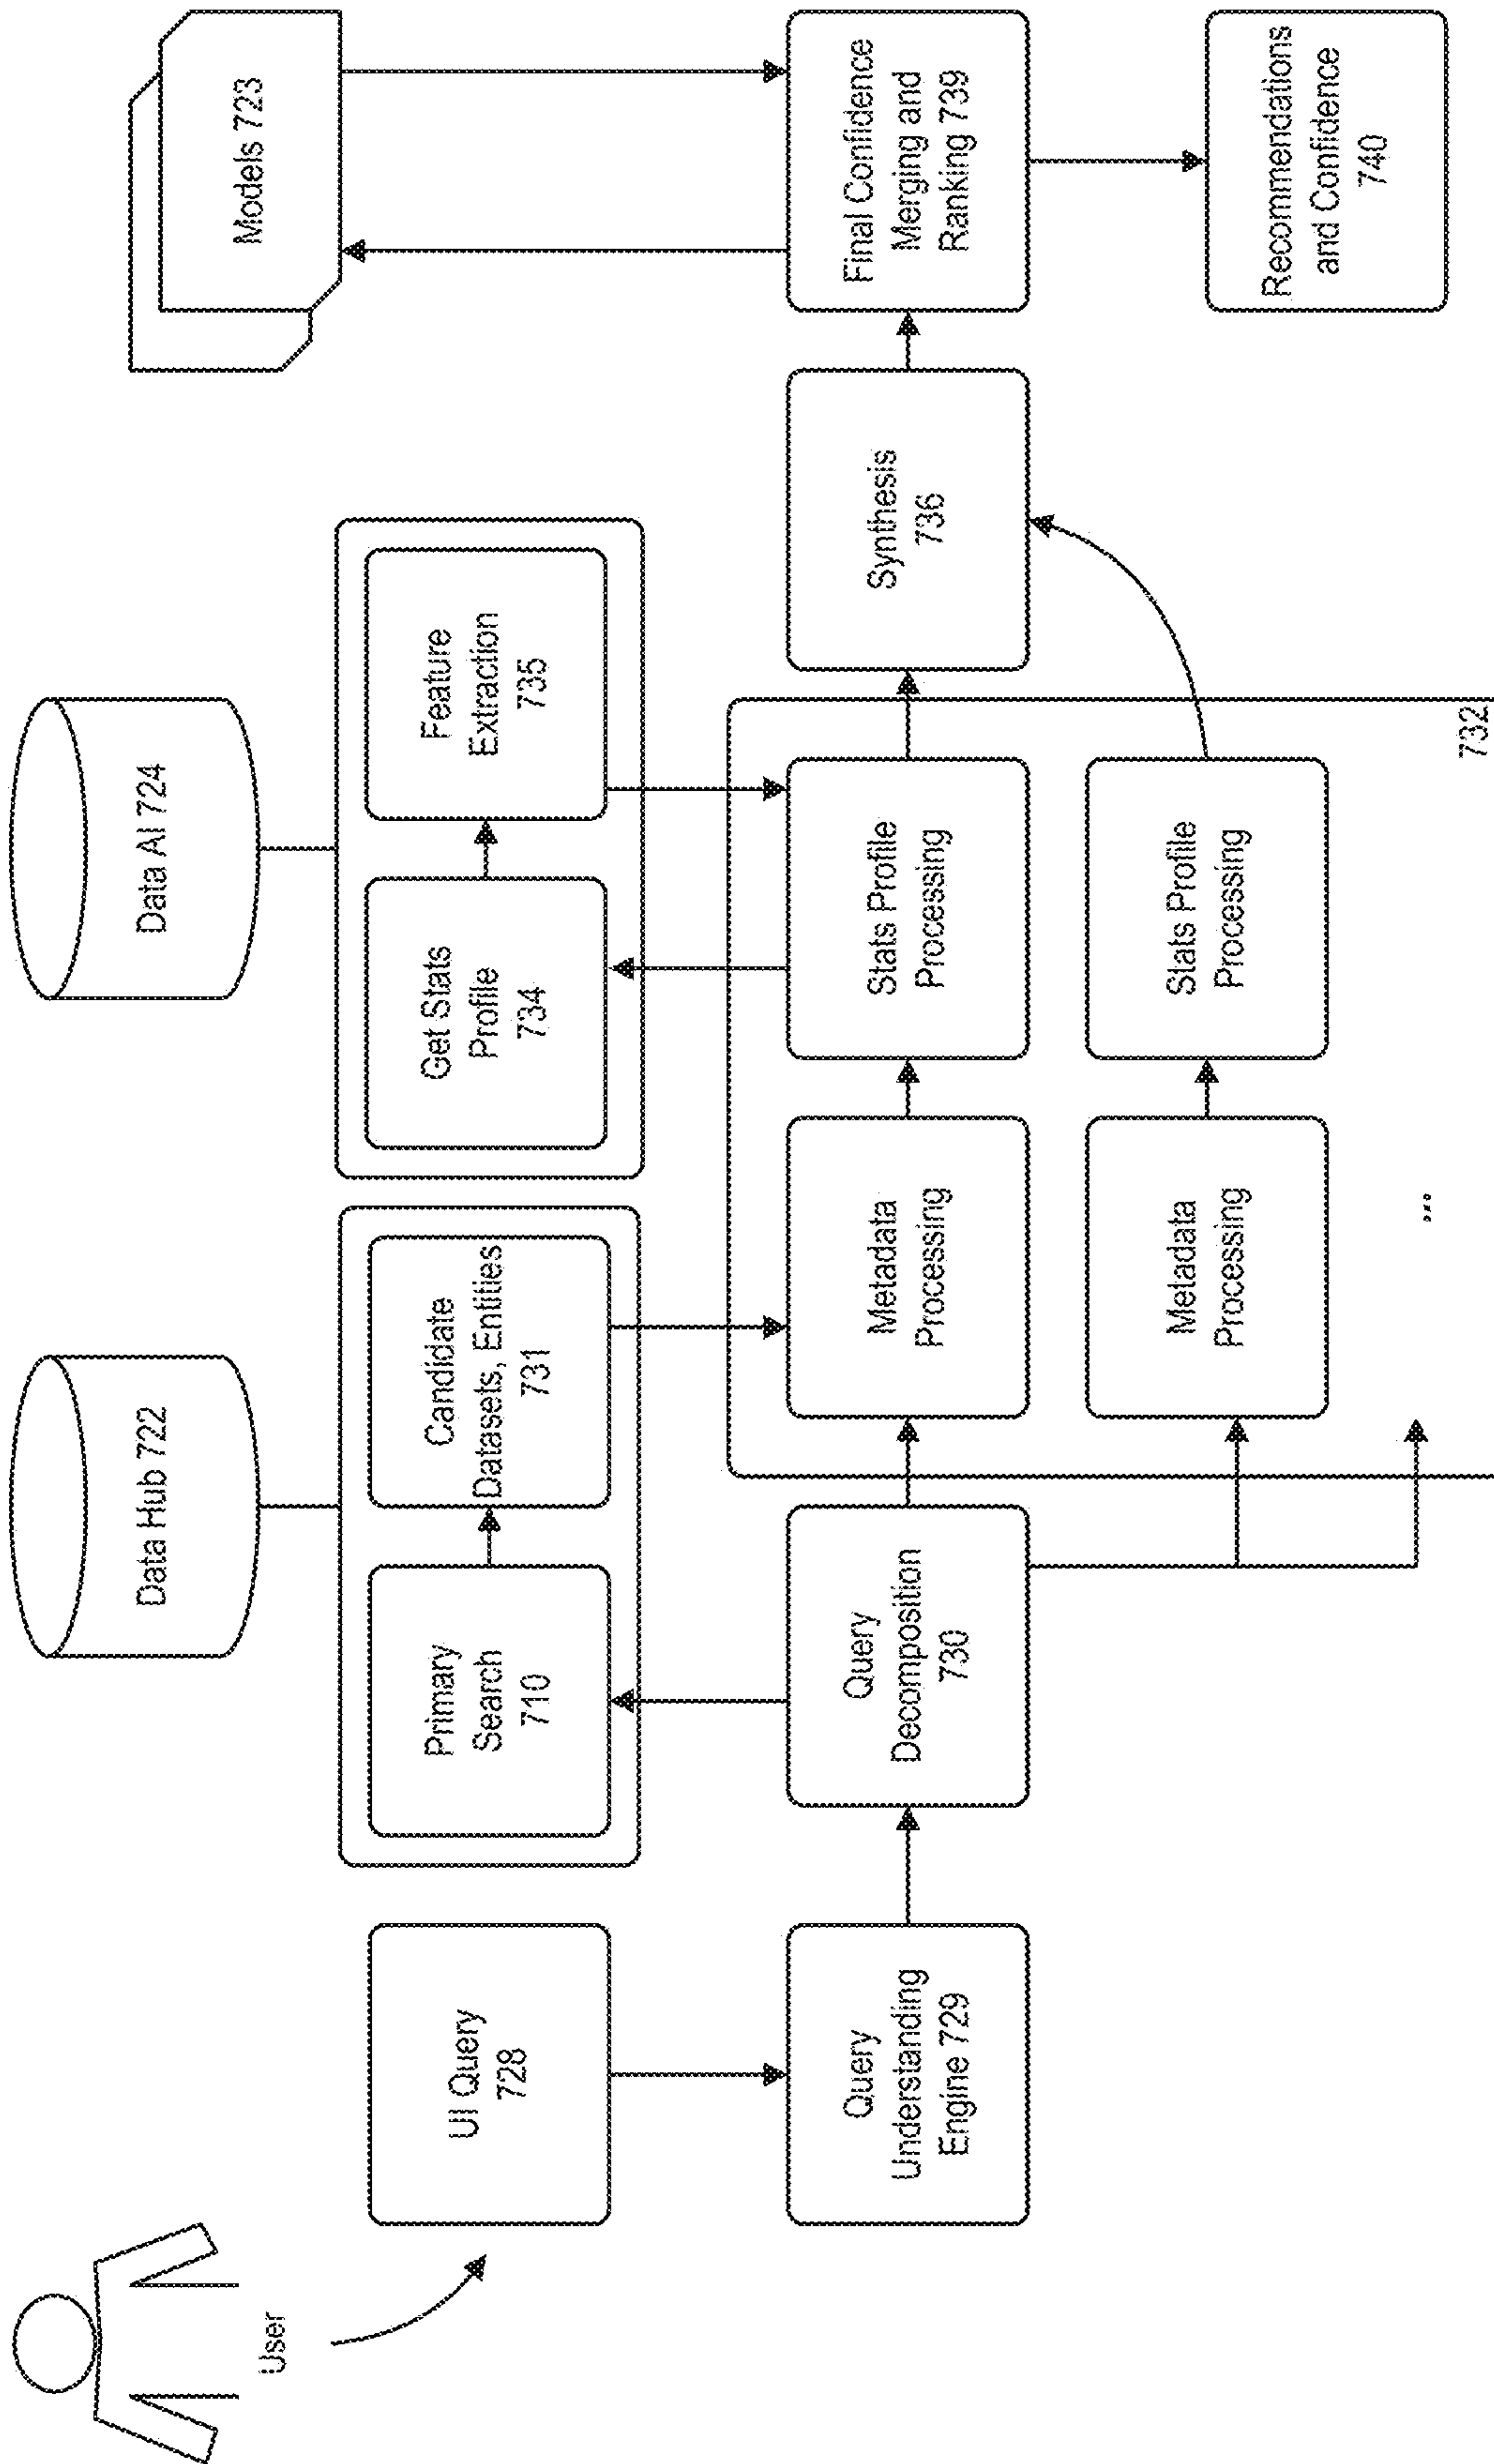 User
Data Hub 722
Data AI 724
Models 723
UI Query
728
Primary
Search
710
Candidate
Datasets, Entities
731
Get Stats
Profile
734
Feature
Extraction
735
Query
Understanding
Engine 729
Query
Decomposition
730
Metadata
Processing
Stats Profile
Processing
Synthesis
736
Final Confidence
Merging and
Ranking 739
Metadata
Processing
Stats Profile
Processing
Recommendations
and Confidence
740
...
732